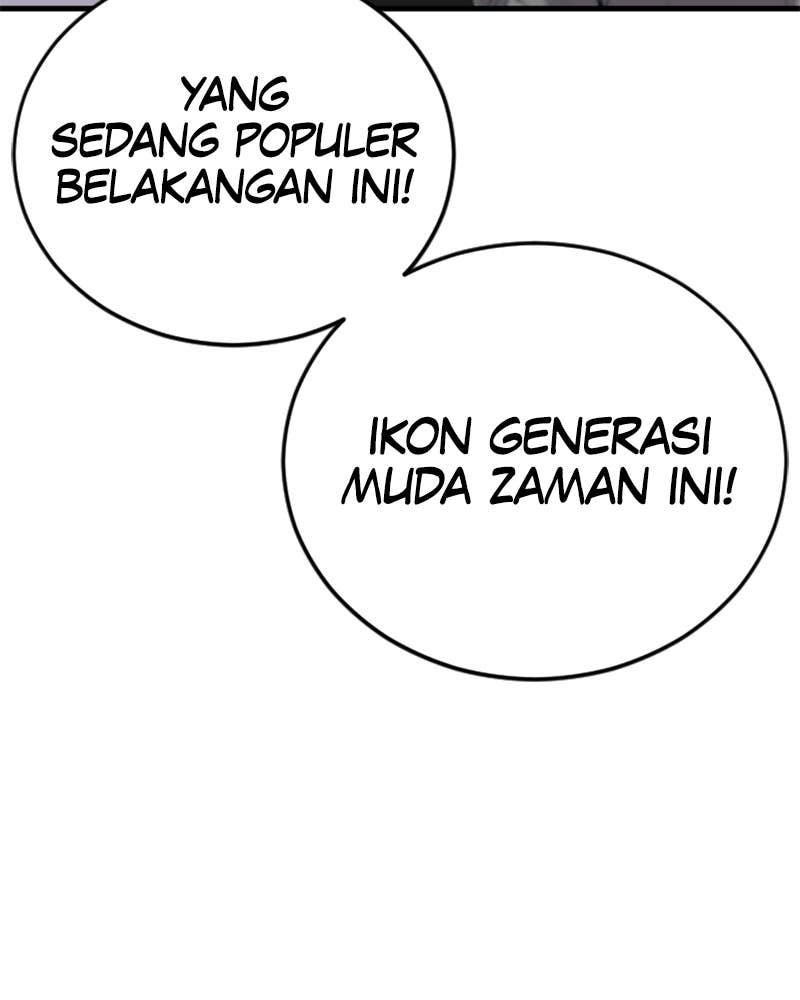 YANG
SEDANG POPULER
BELAKANGAN INI!
IKON GENERASI
MUDA ZAMAN INI!